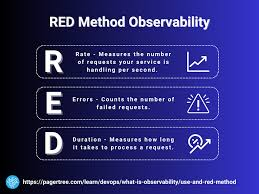 RED Method Observability
R
Rate - Measures the number
of requests your service is
handling per second.
E
Errors - Counts the number of
failed requests.
D
Duration - Measures how long
it takes to process a request.
https://pagertree.com/learn/devops/what-is-observability/use-and-red-method